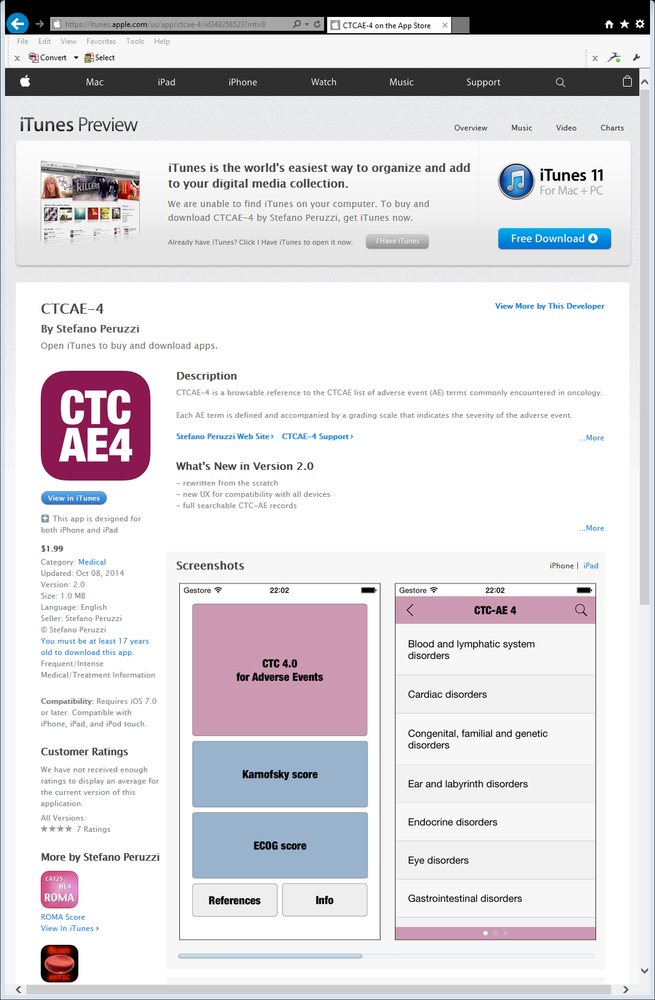 https://itunes.apple.com/us/app/ctcae-4/id349258523?mt=8
CTCAE-4 on the App Store
File Edit View Favorites Tools Help
Convert Select
Mac iPad iPhone Watch Music Support
iTunes Preview
Overview Music Video Charts
iTunes is the world's easiest way to organize and add
to your digital media collection.
We are unable to find iTunes on your computer. To buy and
download CTCAE-4 by Stefano Peruzzi, get iTunes now.
Already have iTunes? Click I Have iTunes to open it now.
I Have iTunes
KILLERS
iTunes 11
For Mac + PC
Free Download
CTCAE-4
View More by This Developer
By Stefano Peruzzi
Open iTunes to buy and download apps.
CTC
AE4
View in iTunes
This app is designed for
both iPhone and iPad
$1.99
Category: Medical
Updated: Oct 08, 2014
Version: 2.0
Size: 1.0 MB
Language: English
Seller: Stefano Peruzzi
© Stefano Peruzzi
You must be at least 17 years
old to download this app.
Frequent/Intense
Medical/Treatment Information
Compatibility: Requires iOS 7.0
or later. Compatible with
iPhone, iPad, and iPod touch.
Customer Ratings
We have not received enough
ratings to display an average for
the current version of this
application.
All Versions:
★★★★ 7 Ratings
More by Stefano Peruzzi
CA125
HE4
ROMA
ROMA Score
View In iTunes
BLOOD
MATIC
Description
CTCAE-4 is a browsable reference to the CTCAE list of adverse event (AE) terms commonly encountered in oncology.
Each AE term is defined and accompanied by a grading scale that indicates the severity of the adverse event.
Stefano Peruzzi Web Site CTCAE-4 Support
...More
What's New in Version 2.0
- rewritten from the scratch
- new UX for compatibility with all devices
- full searchable CTC-AE records
...More
Screenshots
iPhone | iPad
Gestore 22:02
CTC 4.0
for Adverse Events
Karnofsky score
ECOG score
References Info
Gestore 22:02
CTC-AE 4
Blood and lymphatic system
disorders
Cardiac disorders
Congenital, familial and genetic
disorders
Ear and labyrinth disorders
Endocrine disorders
Eye disorders
Gastrointestinal disorders